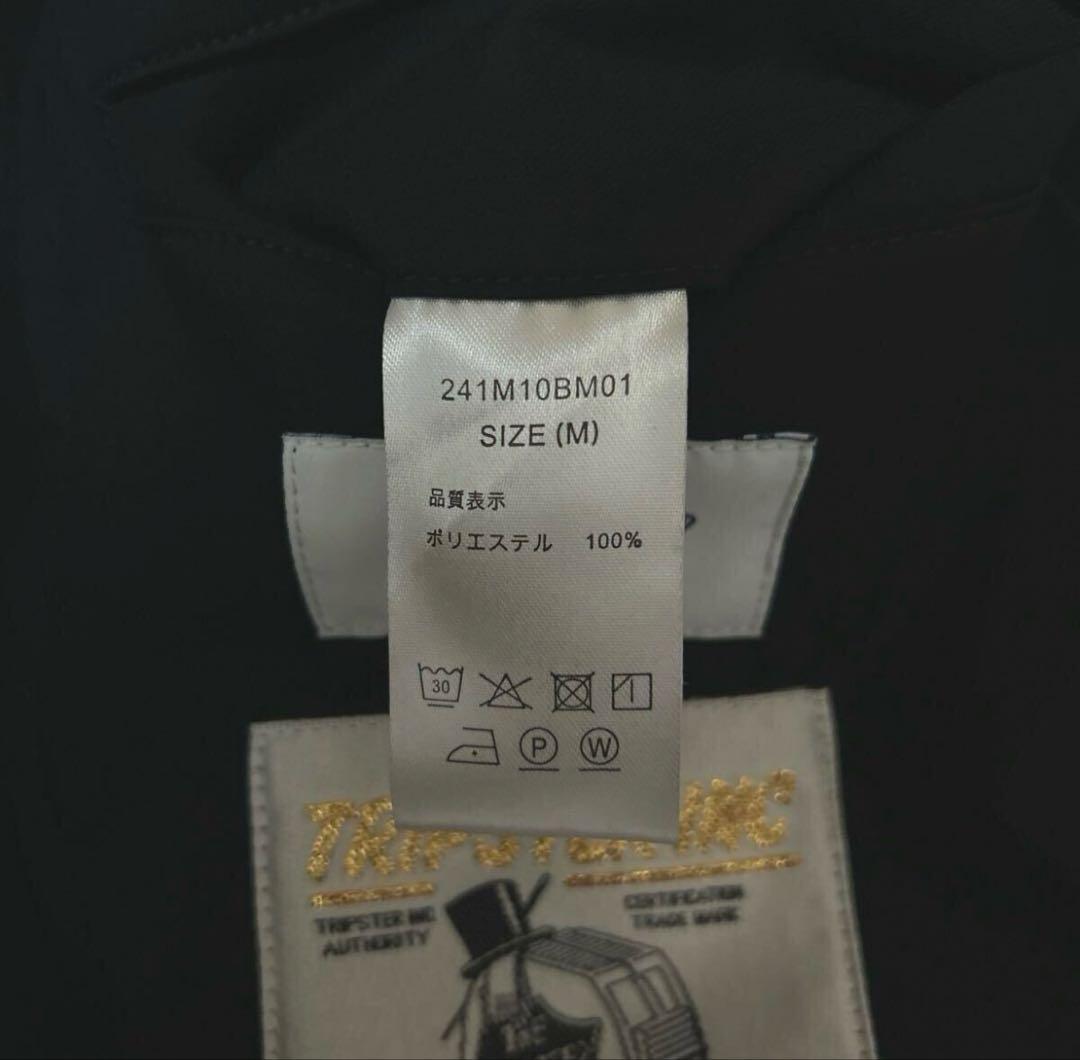 241M10BM01
SIZE (M)
品質表示
ポリエステル 100%
30
P
W
TRIPSTER INC
TRIPSTER INC
AUTHORITY
CERTIFICATION
TRADE MARK
THE